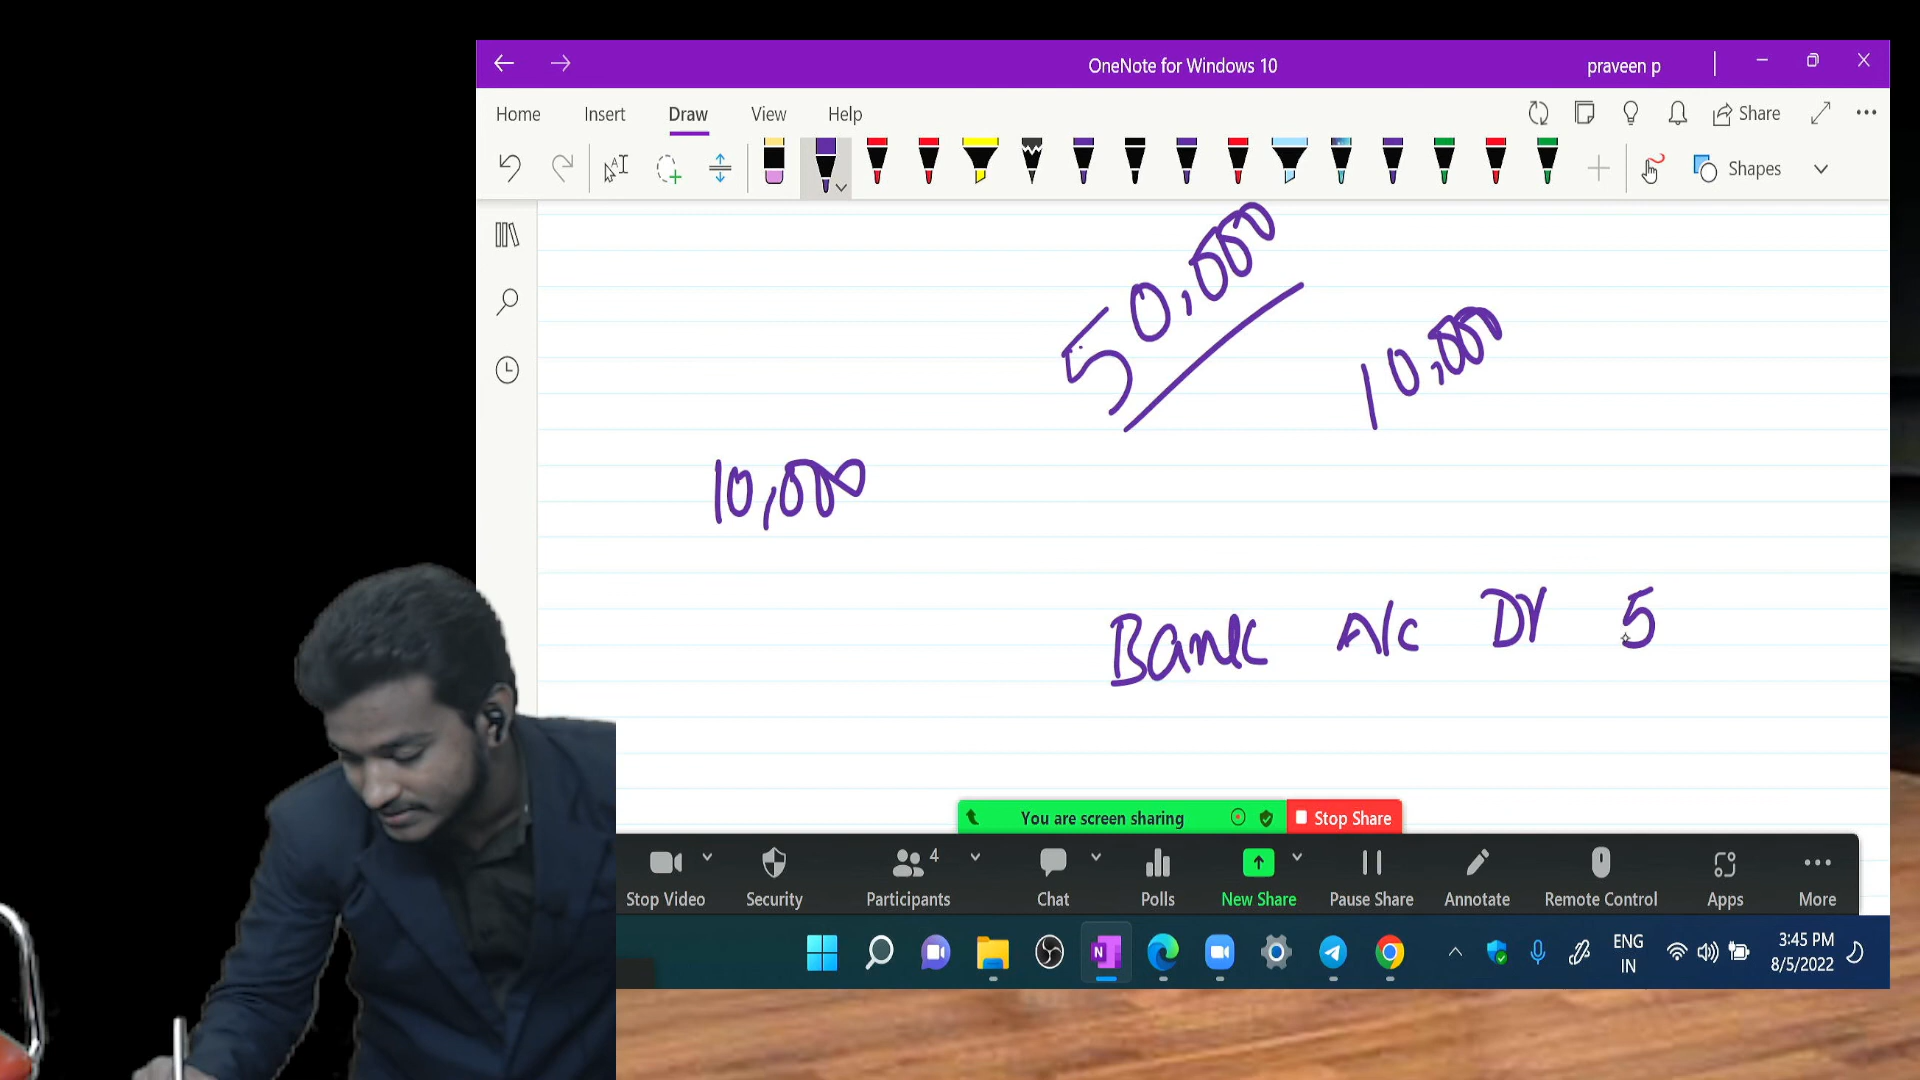 OneNote for Windows 10
praveen p
Home Insert Draw View Help
Share
Shapes
50,000
10,000
10,000
Bank A/c Dr 5
You are screen sharing
Stop Share
4
Stop Video Security Participants Chat Polls New Share Pause Share Annotate Remote Control Apps More
ENG
IN
3:45 PM
8/5/2022